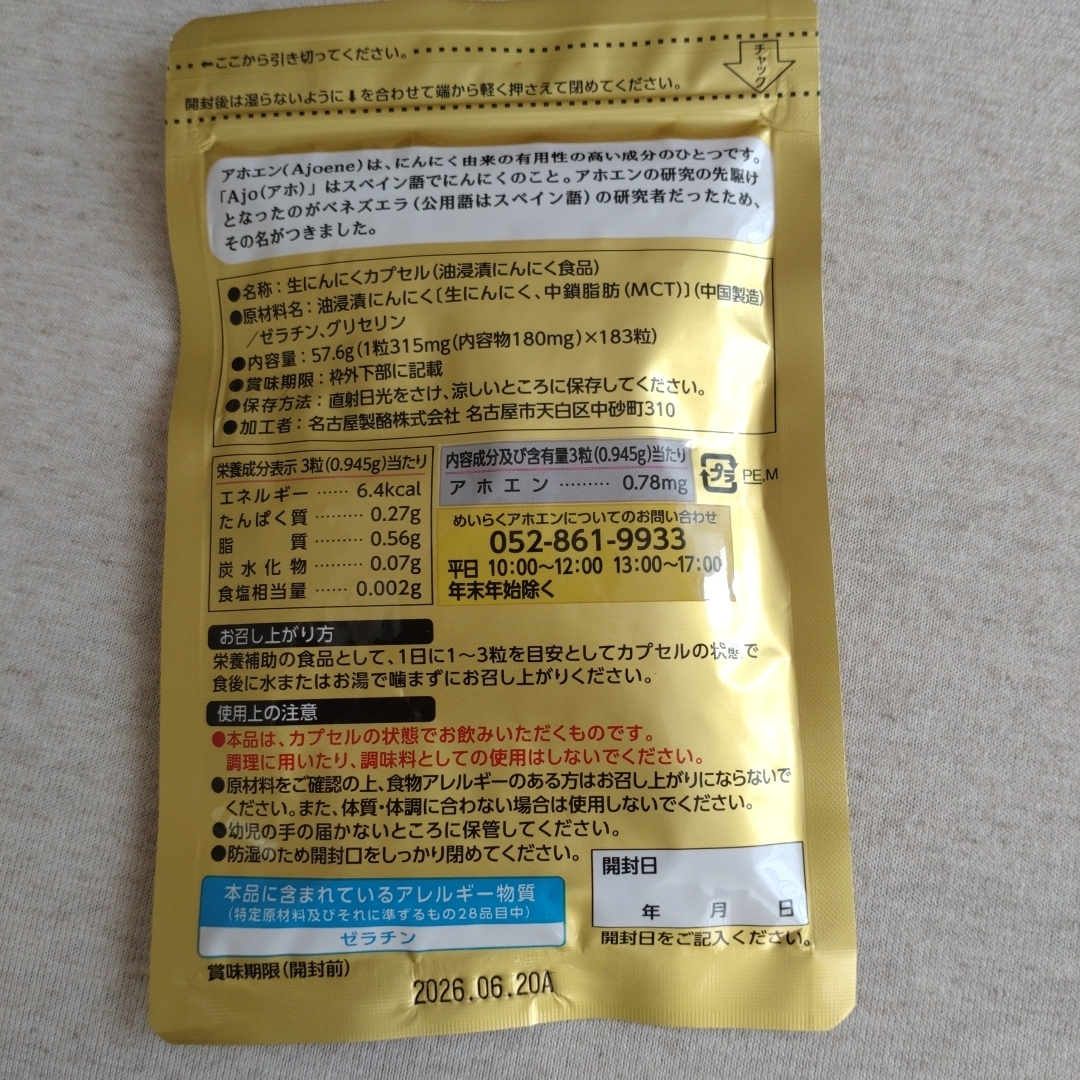 ←ここから引き切ってください。
チャック
開封後は湿らないように⬇を合わせて端から軽く押さえて閉めてください。
アホエン(Ajoene)は、にんにく由来の有用性の高い成分のひとつです。
「Ajo(アホ)」はスペイン語でにんにくのこと。アホエンの研究の先駆け
となったのがベネズエラ(公用語はスペイン語)の研究者だったため、
その名がつきました。
●名称：生にんにくカプセル(油浸漬にんにく食品)
●原材料名：油浸漬にんにく〔生にんにく、中鎖脂肪(MCT)〕(中国製造)
/ゼラチン、グリセリン
●内容量：57.6g(1粒315mg(内容物180mg)×183粒)
●賞味期限：枠外下部に記載
●保存方法：直射日光をさけ、涼しいところに保存してください。
●加工者：名古屋製酪株式会社 名古屋市天白区中砂町310
栄養成分表示 3粒(0.945g)当たり
エネルギー …… 6.4kcal
たんぱく質 ……… 0.27g
脂質 ……… 0.56g
炭水化物 ……… 0.07g
食塩相当量 …… 0.002g
内容成分及び含有量3粒(0.945g)当たり
アホエン ……… 0.78mg
プラ
PE,M
めいらくアホエンについてのお問い合わせ
052-861-9933
平日 10:00〜12:00 13:00〜17:00
年末年始除く
お召し上がり方
栄養補助の食品として、1日に1〜3粒を目安としてカプセルの状態で
食後に水またはお湯で噛まずにお召し上がりください。
使用上の注意
●本品は、カプセルの状態でお飲みいただくものです。
調理に用いたり、調味料としての使用はしないでください。
●原材料をご確認の上、食物アレルギーのある方はお召し上がりにならないで
ください。また、体質・体調に合わない場合は使用しないでください。
●幼児の手の届かないところに保管してください。
●防湿のため開封口をしっかり閉めてください。
本品に含まれているアレルギー物質
(特定原材料及びそれに準ずるもの28品目中)
ゼラチン
開封日
年 月 日
開封日をご記入ください。
賞味期限(開封前)
2026.06.20A